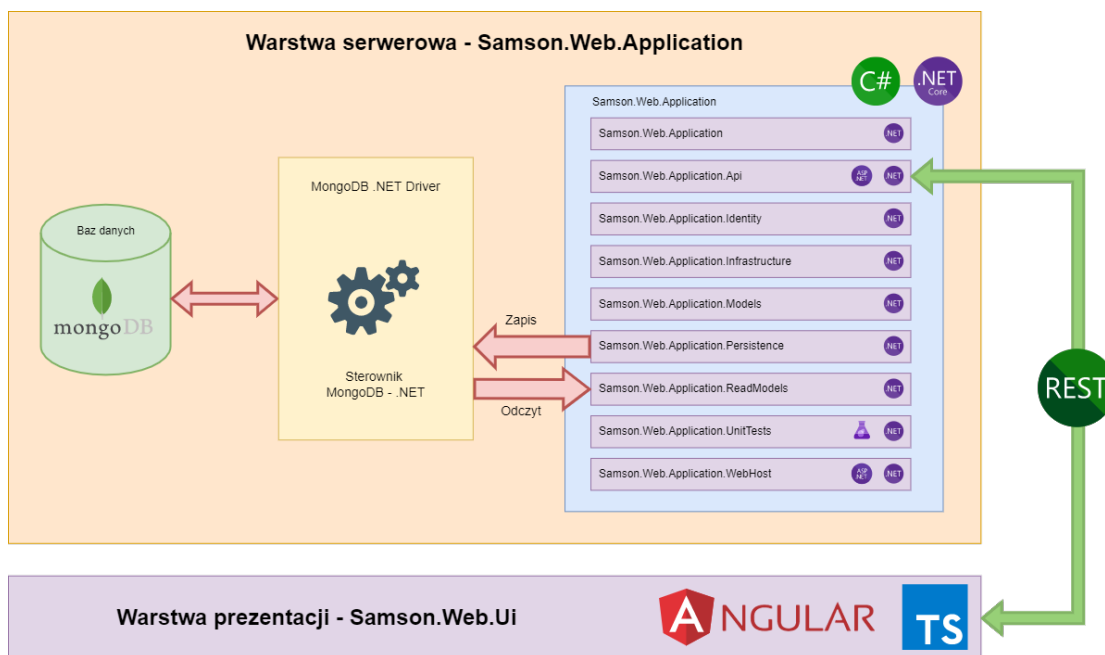 Warstwa serwerowa - Samson.Web.Application
C#
.NET
Core
Samson.Web.Application
Samson.Web.Application
.NET
Samson.Web.Application.Api
ASP
.NET
.NET
Samson.Web.Application.Identity
.NET
Samson.Web.Application.Infrastructure
.NET
Samson.Web.Application.Models
.NET
Samson.Web.Application.Persistence
.NET
Samson.Web.Application.ReadModels
.NET
Samson.Web.Application.UnitTests
.NET
Samson.Web.Application.WebHost
ASP
.NET
.NET
MongoDB .NET Driver
Sterownik
MongoDB - .NET
Baz danych
mongoDB
Zapis
Odczyt
REST
Warstwa prezentacji - Samson.Web.Ui
ANGULAR
TS